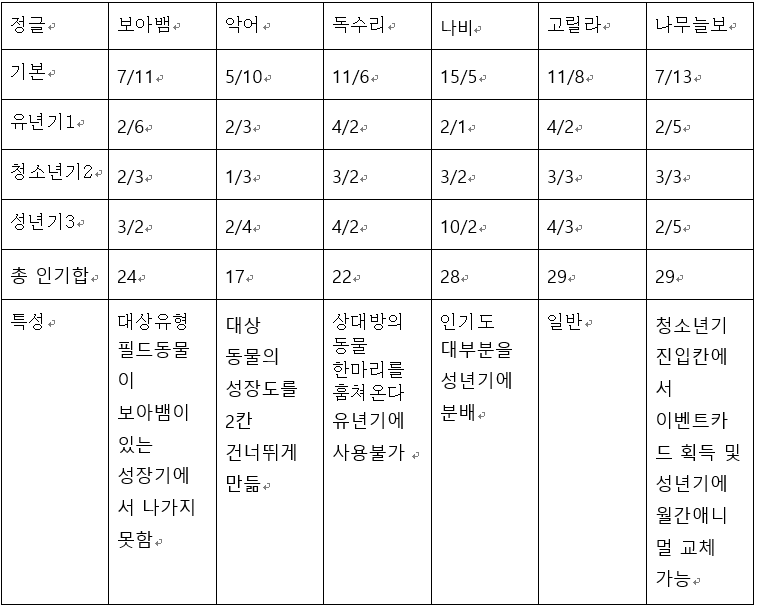 정글 보아뱀 악어 독수리 나비 고릴라 나무늘보
기본 7/11 5/10 11/6 15/5 11/8 7/13
유년기1 2/6 2/3 4/2 2/1 4/2 2/5
청소년기2 2/3 1/3 3/2 3/2 3/3 3/3
성년기3 3/2 2/4 4/2 10/2 4/3 2/5
총 인기합 24 17 22 28 29 29
특성
대상유형
필드동물
이
보아뱀이
있는
성장기에
서 나가지
못함
대상
동물의
성장도를
2칸
건너뛰게
만듦
상대방의
동물
한마리를
훔쳐온다
유년기에
사용불가
인기도
대부분을
성년기에
분배
일반
청소년기
진입칸에
서
이벤트카
드 획득 및
성년기에
월간애니
멀 교체
가능